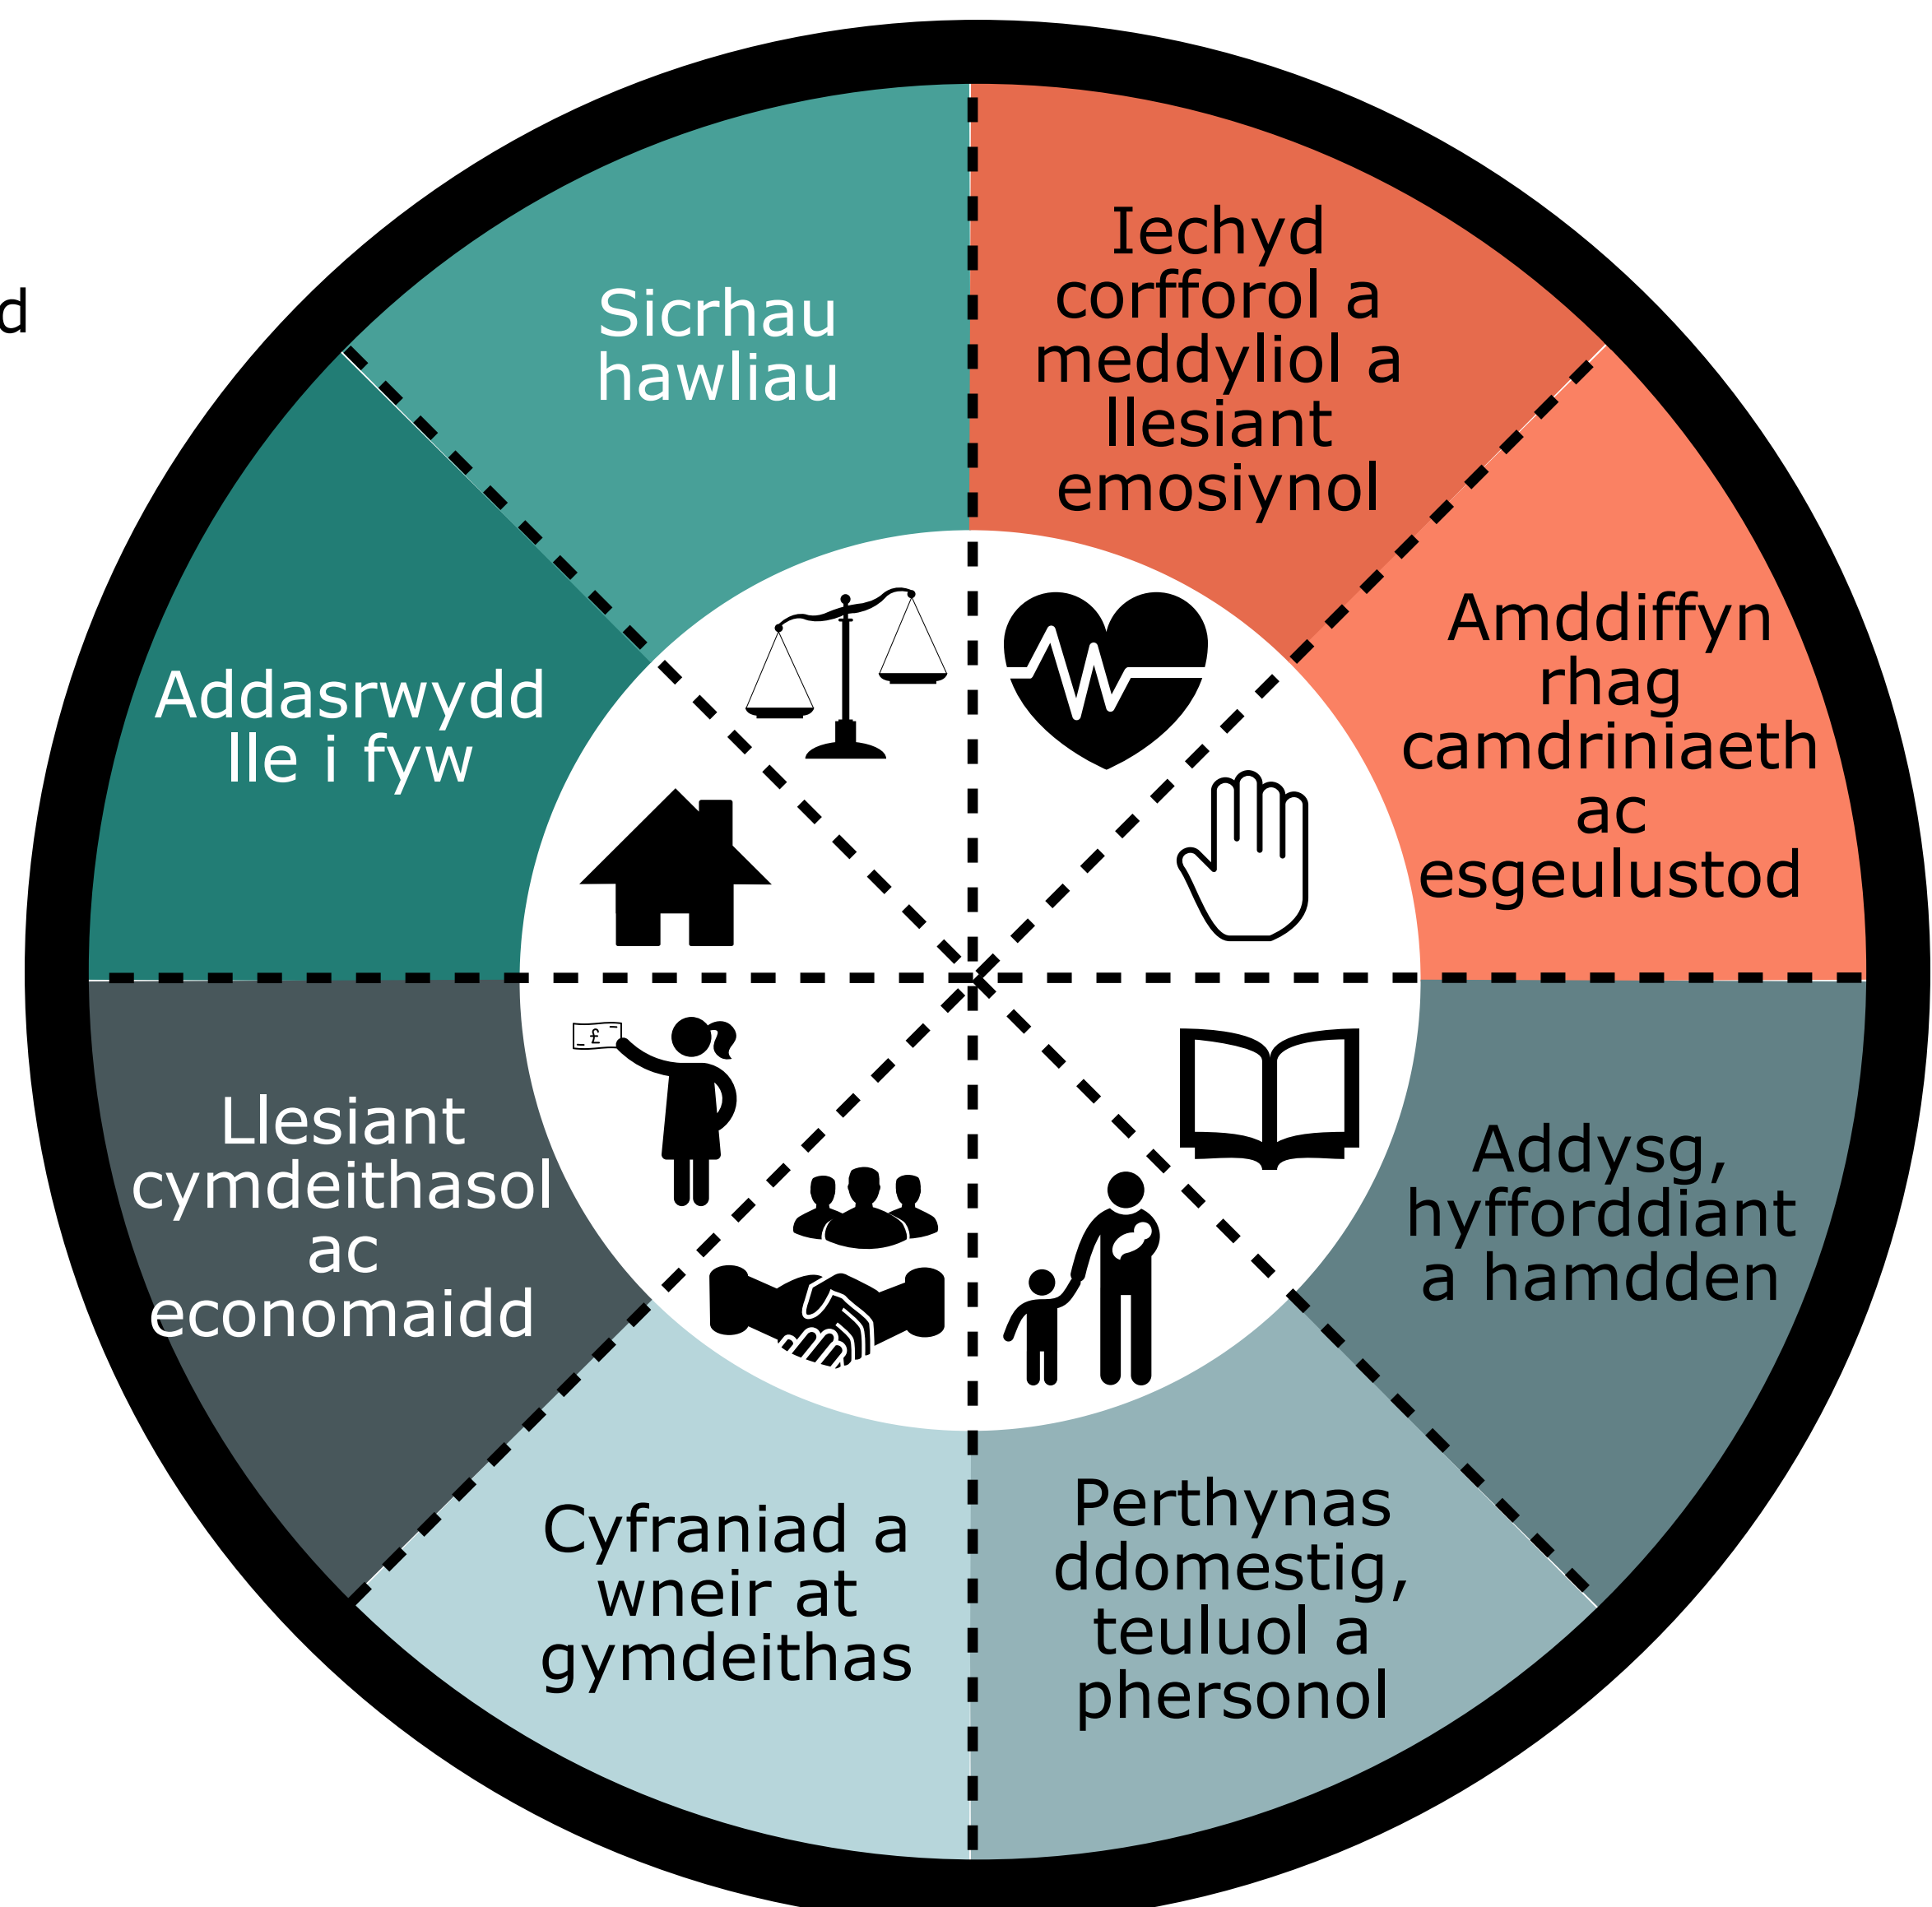 Iechyd
corfforol a
meddyliol a
llesiant
emosiynol
Amddiffyn
rhag
camdriniaeth
ac
esgeulustod
Addysg,
hyfforddiant
a hamdden
Perthynas
ddomestig,
teuluol a
phersonol
Cyfraniad a
wneir at
gymdeithas
Llesiant
cymdeithasol
ac
economaidd
Addasrwydd
lle i fyw
Sicrhau
hawliau
d
£